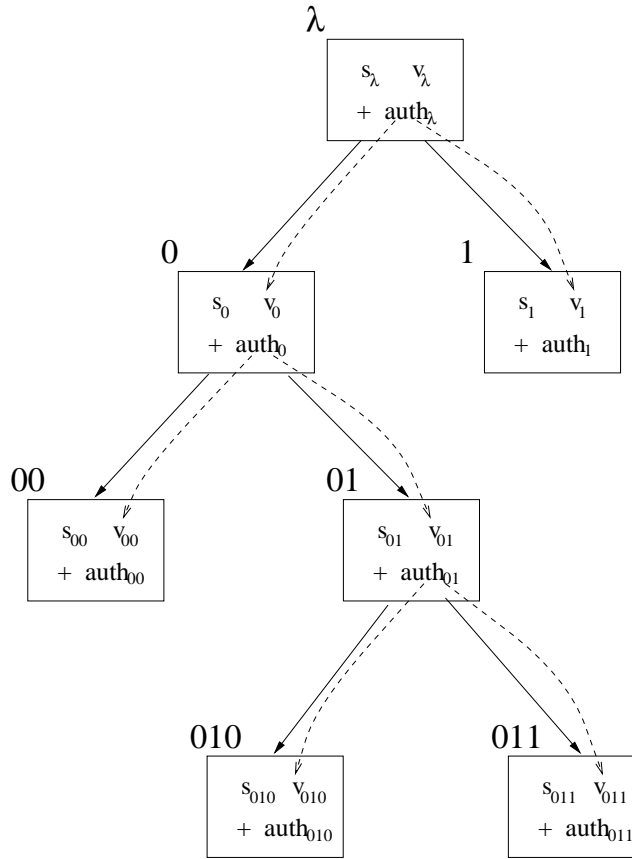 λ
s_λ v_λ
+ auth_λ
0 1
s_0 v_0
+ auth_0
s_1 v_1
+ auth_1
00 01
s_00 v_00
+ auth_00
s_01 v_01
+ auth_01
010 011
s_010 v_010
+ auth_010
s_011 v_011
+ auth_011